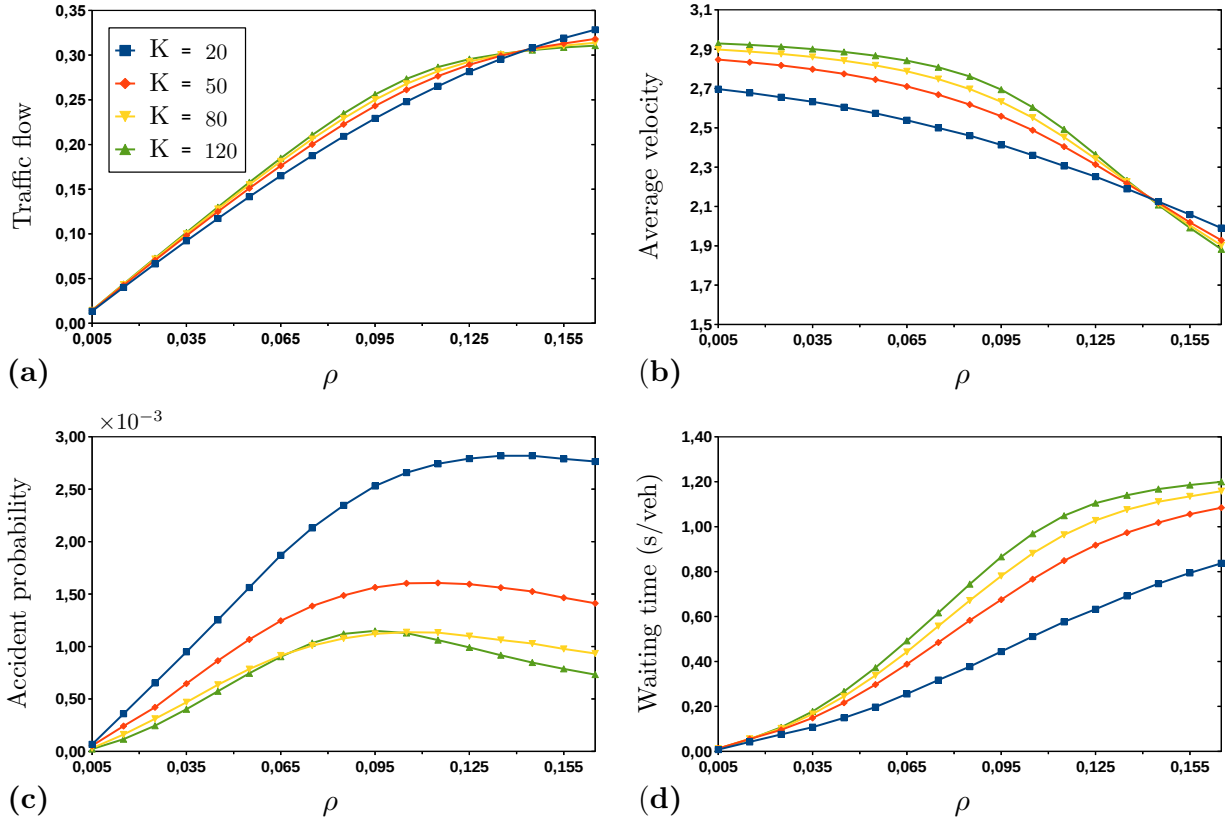 0,35
0,30
0,25
0,20
0,15
0,10
0,05
0,00
Traffic flow
K = 20
K = 50
K = 80
K = 120
0,005 0,035 0,065 0,095 0,125 0,155
ρ
(a)
3,1
2,9
2,7
2,5
2,3
2,1
1,9
1,7
1,5
Average velocity
0,005 0,035 0,065 0,095 0,125 0,155
ρ
(b)
×10−3
3,00
2,50
2,00
1,50
1,00
0,50
0,00
Accident probability
0,005 0,035 0,065 0,095 0,125 0,155
ρ
(c)
1,40
1,20
1,00
0,80
0,60
0,40
0,20
0,00
Waiting time (s/veh)
0,005 0,035 0,065 0,095 0,125 0,155
ρ
(d)